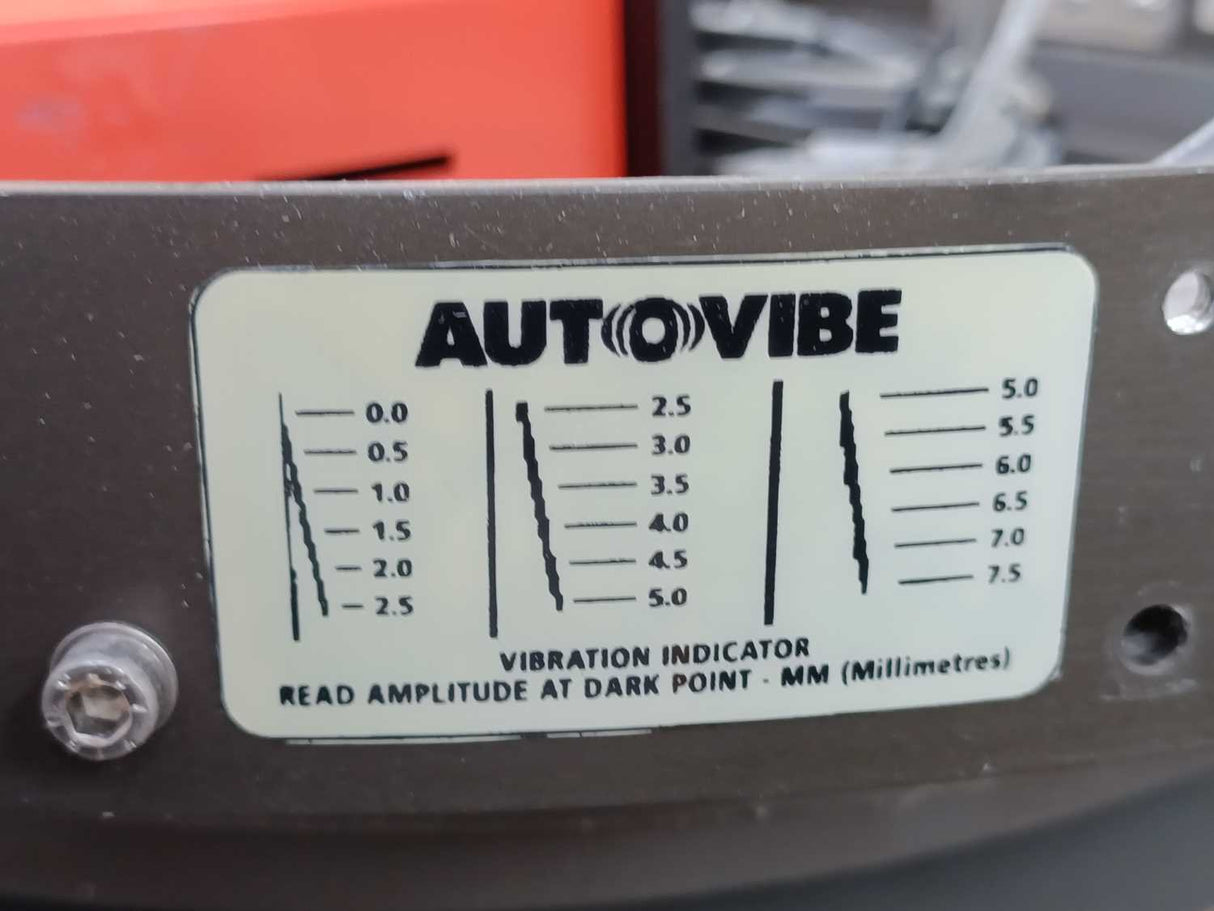 AUTOVIBE
0.0 2.5 5.0
0.5 3.0 5.5
1.0 3.5 6.0
1.5 4.0 6.5
2.0 4.5 7.0
2.5 5.0 7.5
VIBRATION INDICATOR
READ AMPLITUDE AT DARK POINT - MM (Millimetres)